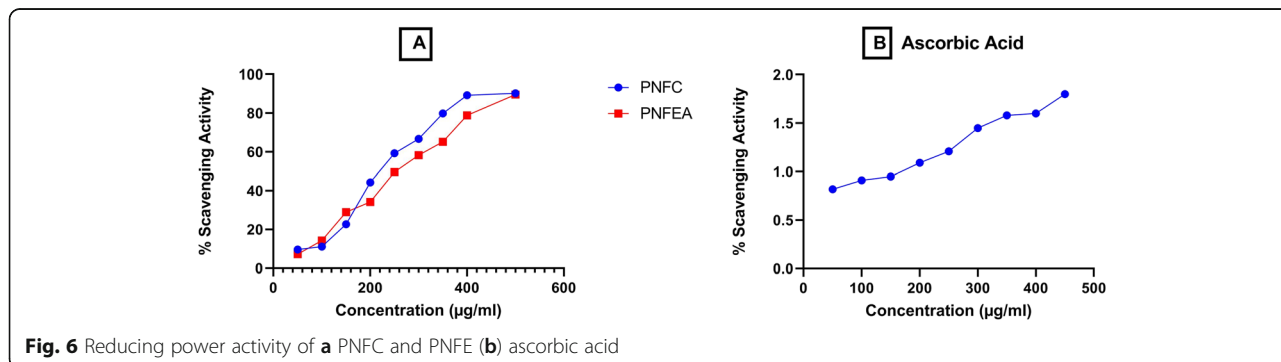 A
% Scavenging Activity
100
80
60
40
20
0
0 200 400 600
Concentration (µg/ml)
PNFC
PNFEA
B Ascorbic Acid
% Scavenging Activity
2.0
1.5
1.0
0.5
0.0
0 100 200 300 400 500
Concentration (µg/ml)
Fig. 6 Reducing power activity of a PNFC and PNFE (b) ascorbic acid